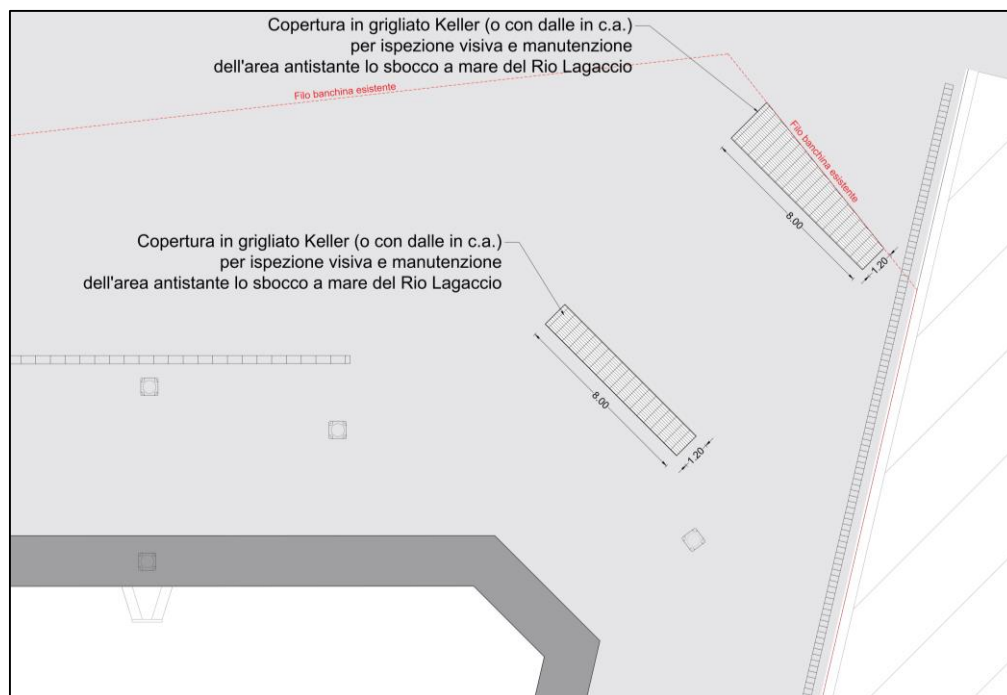 Copertura in grigliato Keller (o con dalle in c.a.)
per ispezione visiva e manutenzione
dell'area antistante lo sbocco a mare del Rio Lagaccio
Filo banchina esistente
Filo banchina esistente
8.00
1.20
Copertura in grigliato Keller (o con dalle in c.a.)
per ispezione visiva e manutenzione
dell'area antistante lo sbocco a mare del Rio Lagaccio
8.00
1.20